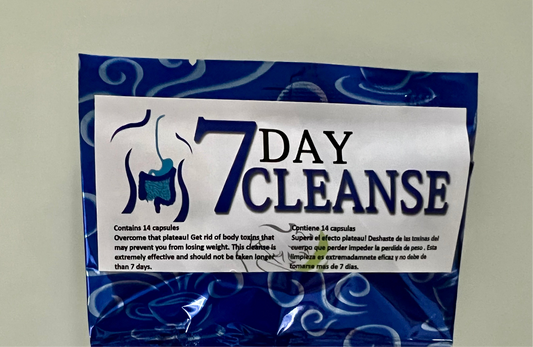 7 DAY
CLEANSE
Contains 14 capsules
Overcome that plateau! Get rid of body toxins that
may prevent you from losing weight. This cleanse is
extremely effective and should not be taken longer
than 7 days.
Contiene 14 capsulas
Superá el efecto plateau! Deshaste de las toxinas del
cuerpo que perder impeder la perdida de peso . Esta
limpieza es extremadamnete eficaz y no debe de
tomarse mas de 7 dias.